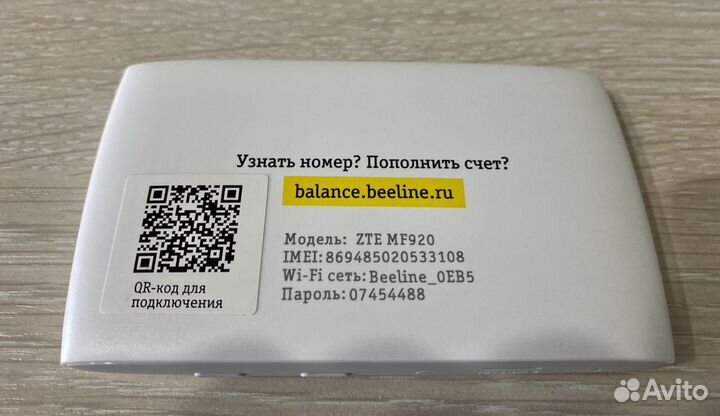 Узнать номер? Пополнить счет?
balance.beeline.ru
Модель: ZTE MF920
IMEI:869485020533108
Wi-Fi сеть:Beeline_0EB5
Пароль:07454488
QR-код для
подключения
Avito